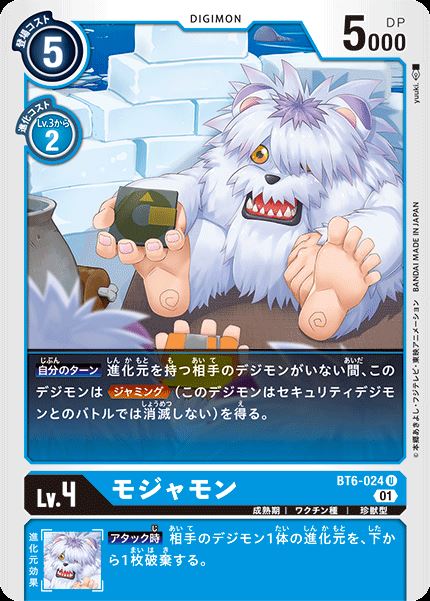 DIGIMON
登場コスト
5
DP
5000
進化コスト
Lv.3から
2
yuuki.
BANDAI MADE IN JAPAN
©本郷あきよし・フジテレビ・東映アニメーション
自分のターン 進化元を持つ相手のデジモンがいない間、この
デジモンは ジャミング (このデジモンはセキュリティデジモ
ンとのバトルでは消滅しない)を得る。
BT6-024 U
01
Lv.4
モジャモン
成熟期 | ワクチン種 | 珍獣型
進化元効果
アタック時 相手のデジモン1体の進化元を、下か
ら1枚破棄する。